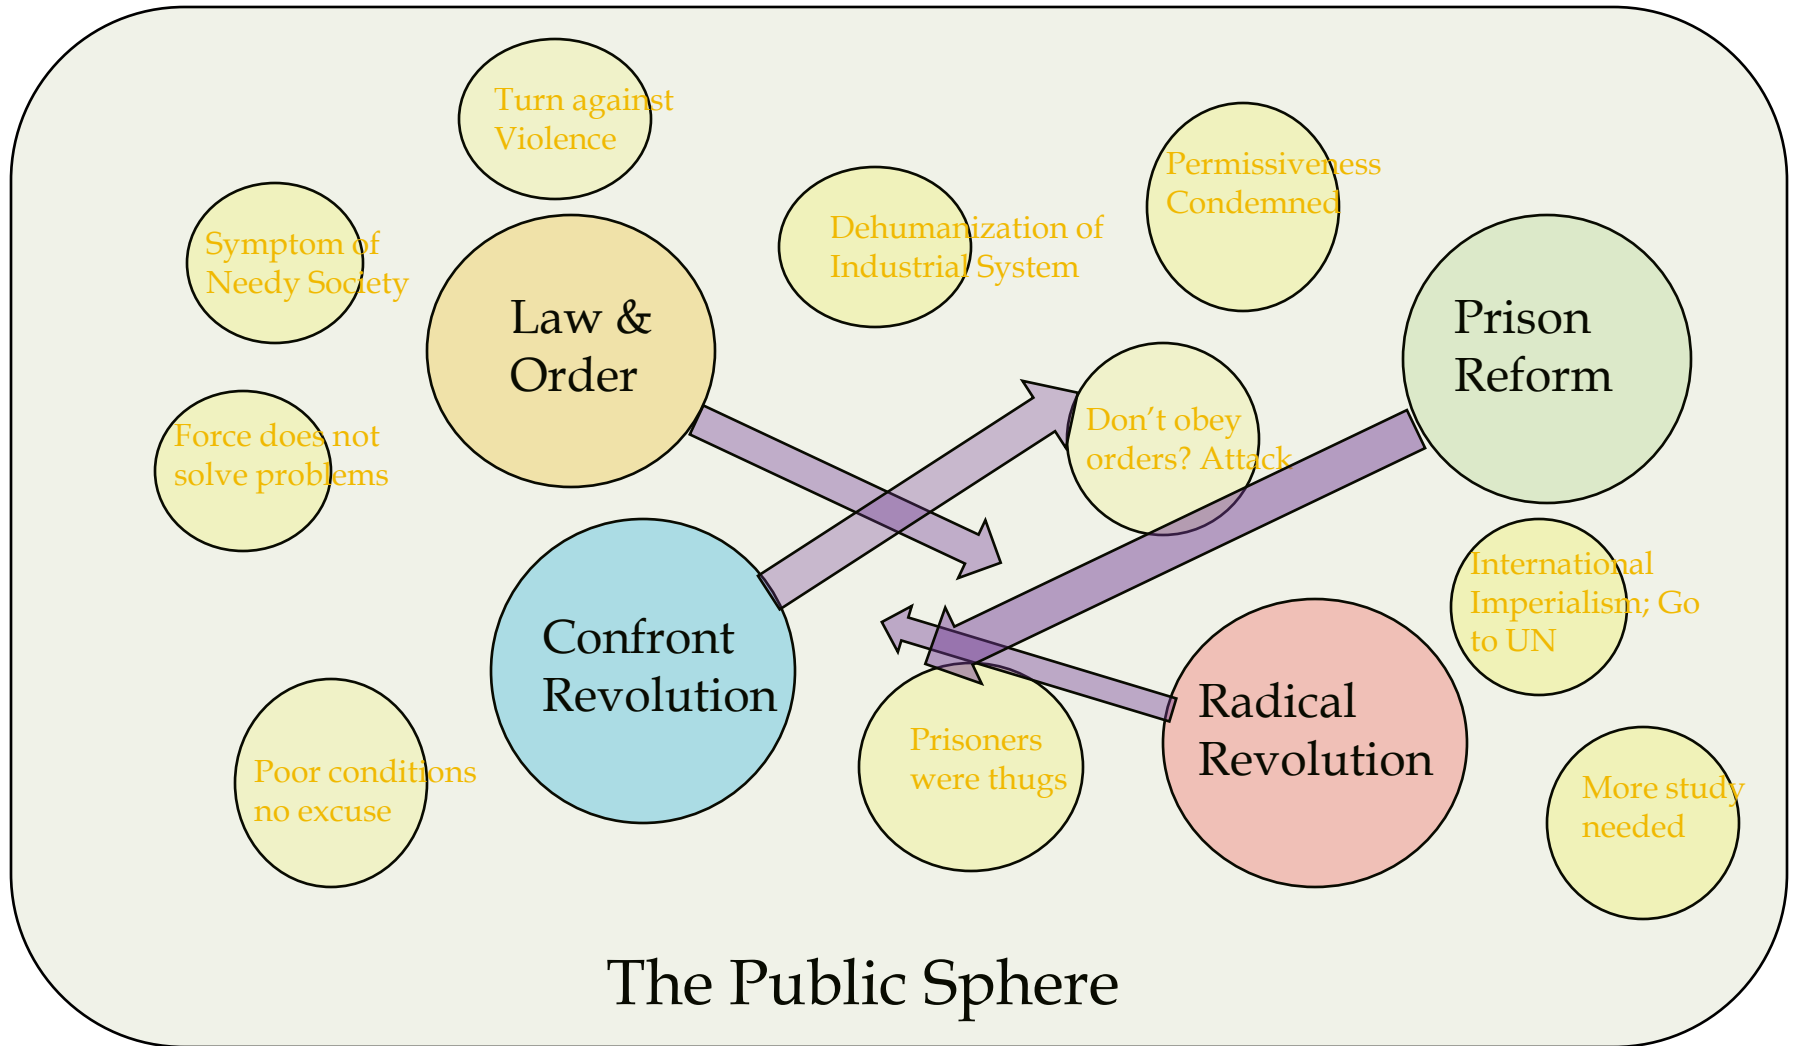 Turn against
Violence
Permissiveness
Condemned
Symptom of
Needy Society
Dehumanization of
Industrial System
Law &
Order
Prison
Reform
Force does not
solve problems
Don’t obey
orders? Attack
International
Imperialism; Go
to UN
Confront
Revolution
Radical
Revolution
Prisoners
were thugs
Poor conditions
no excuse
More study
needed
The Public Sphere